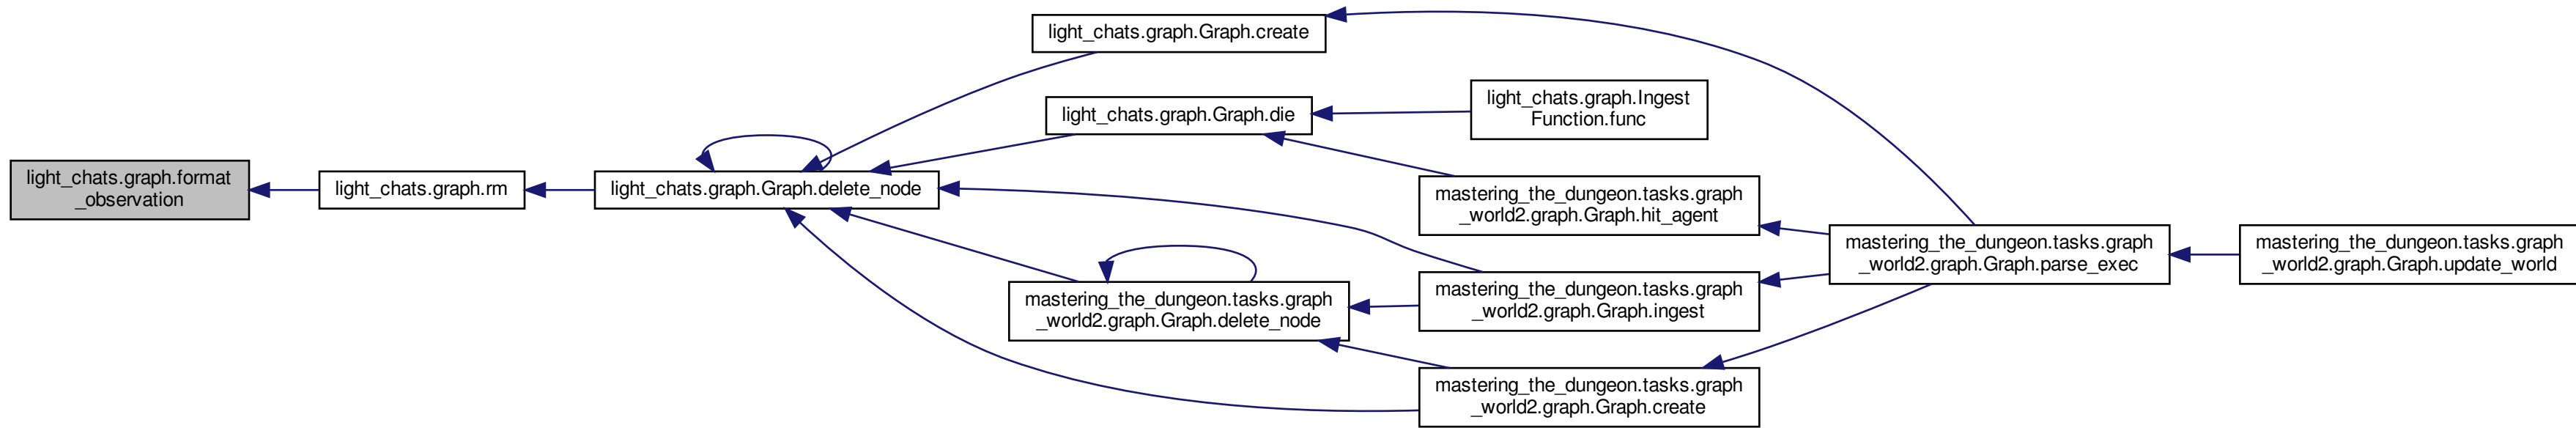 light_chats.graph.format
_observation
light_chats.graph.rm
light_chats.graph.Graph.delete_node
light_chats.graph.Graph.create
light_chats.graph.Graph.die
mastering_the_dungeon.tasks.graph
_world2.graph.Graph.delete_node
light_chats.graph.Ingest
Function.func
mastering_the_dungeon.tasks.graph
_world2.graph.Graph.hit_agent
mastering_the_dungeon.tasks.graph
_world2.graph.Graph.ingest
mastering_the_dungeon.tasks.graph
_world2.graph.Graph.create
mastering_the_dungeon.tasks.graph
_world2.graph.Graph.parse_exec
mastering_the_dungeon.tasks.graph
_world2.graph.Graph.update_world